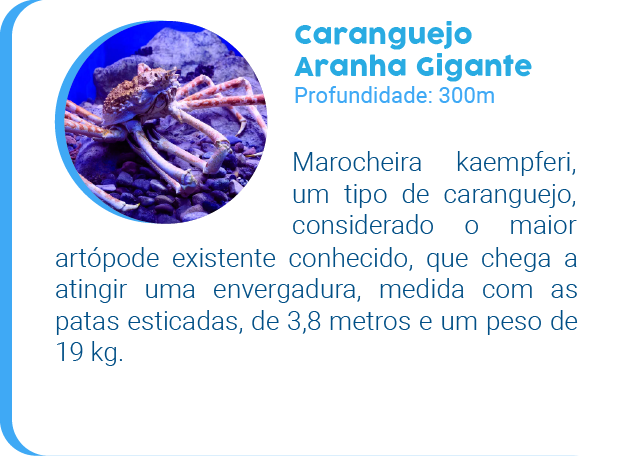 Caranguejo
Aranha Gigante
Profundidade: 300m
Marocheira kaempferi,
um tipo de caranguejo,
considerado o maior
artópode existente conhecido, que chega a
atingir uma envergadura, medida com as
patas esticadas, de 3,8 metros e um peso de
19 kg.